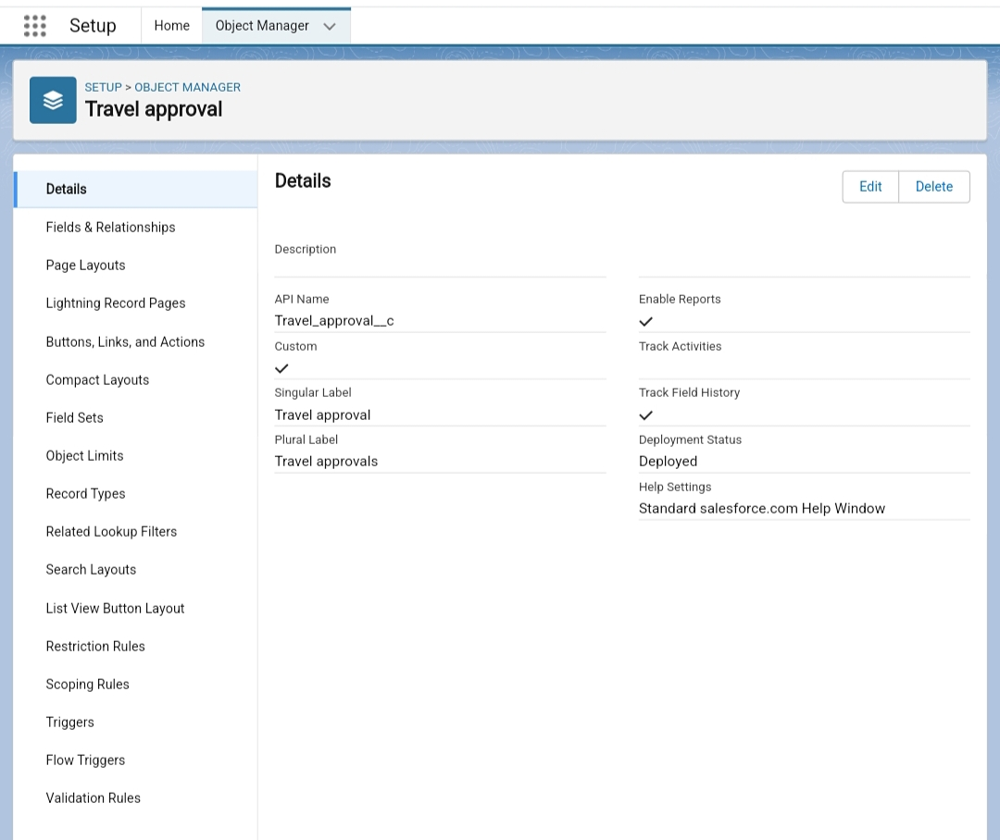 Setup
Home
Object Manager
SETUP > OBJECT MANAGER
Travel approval
Details
Fields & Relationships
Page Layouts
Lightning Record Pages
Buttons, Links, and Actions
Compact Layouts
Field Sets
Object Limits
Record Types
Related Lookup Filters
Search Layouts
List View Button Layout
Restriction Rules
Scoping Rules
Triggers
Flow Triggers
Validation Rules
Details
Edit
Delete
Description
API Name
Travel_approval__c
Custom
Singular Label
Travel approval
Plural Label
Travel approvals
Enable Reports
Track Activities
Track Field History
Deployment Status
Deployed
Help Settings
Standard salesforce.com Help Window